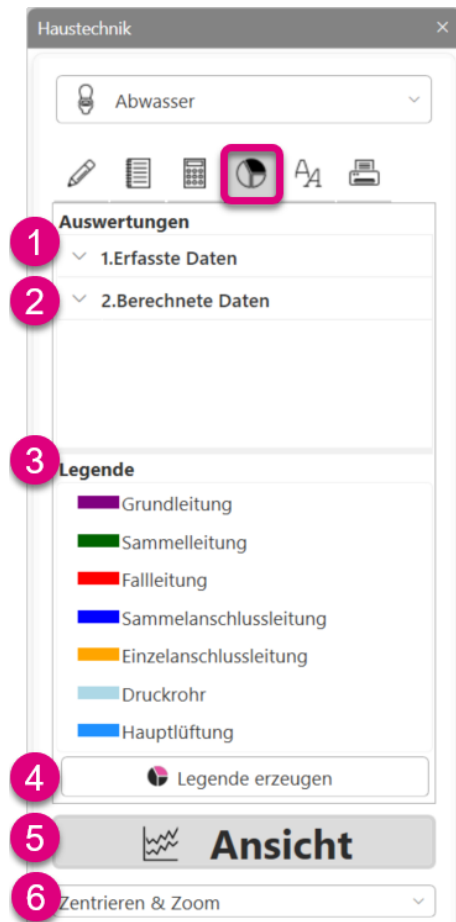 Haustechnik
Abwasser
Auswertungen
1
1.Erfasste Daten
2
2.Berechnete Daten
3
Legende
Grundleitung
Sammelleitung
Fallleitung
Sammelanschlussleitung
Einzelanschlussleitung
Druckrohr
Hauptlüftung
4
Legende erzeugen
5
Ansicht
6
Zentrieren & Zoom